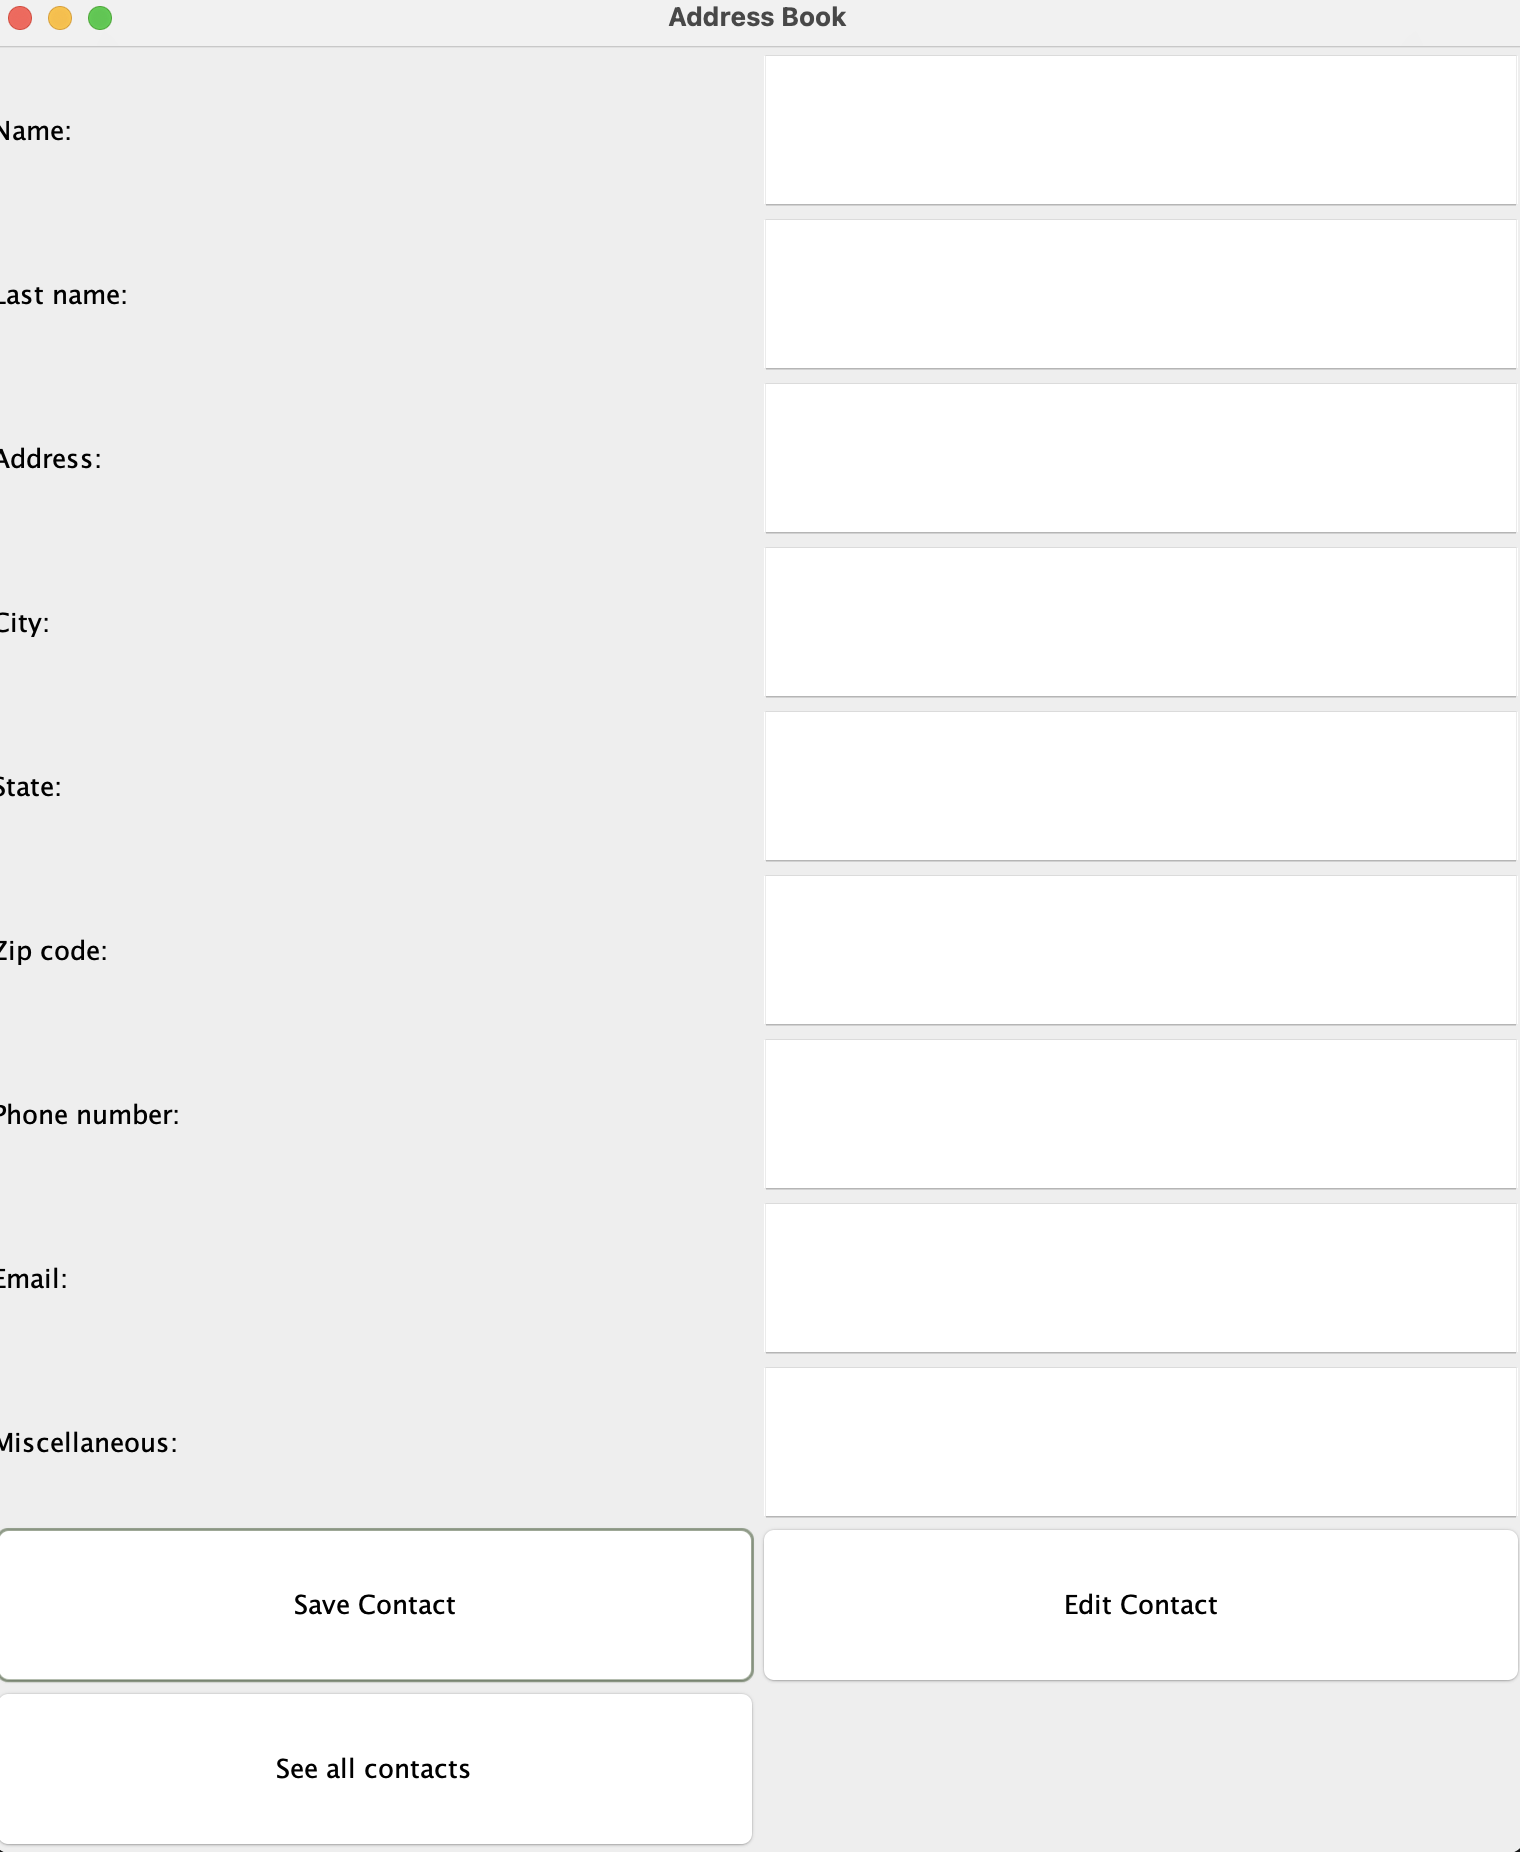 Address Book
Name:
Last name:
Address:
City:
State:
Zip code:
Phone number:
Email:
Miscellaneous:
Save Contact
Edit Contact
See all contacts